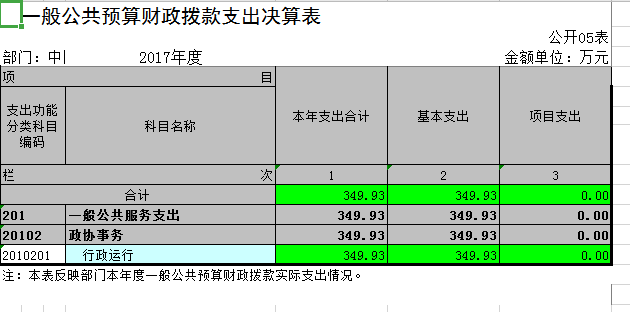 一般公共预算财政拨款支出决算表
公开05表
部门：中 2017年度 金额单位：万元
项 目 本年支出合计 基本支出 项目支出
支出功能分类科目编码 科目名称
栏 次 1 2 3
合计 349.93 349.93 0.00
201 一般公共服务支出 349.93 349.93 0.00
20102 政协事务 349.93 349.93 0.00
2010201 行政运行 349.93 349.93 0.00
注：本表反映部门本年度一般公共预算财政拨款实际支出情况。